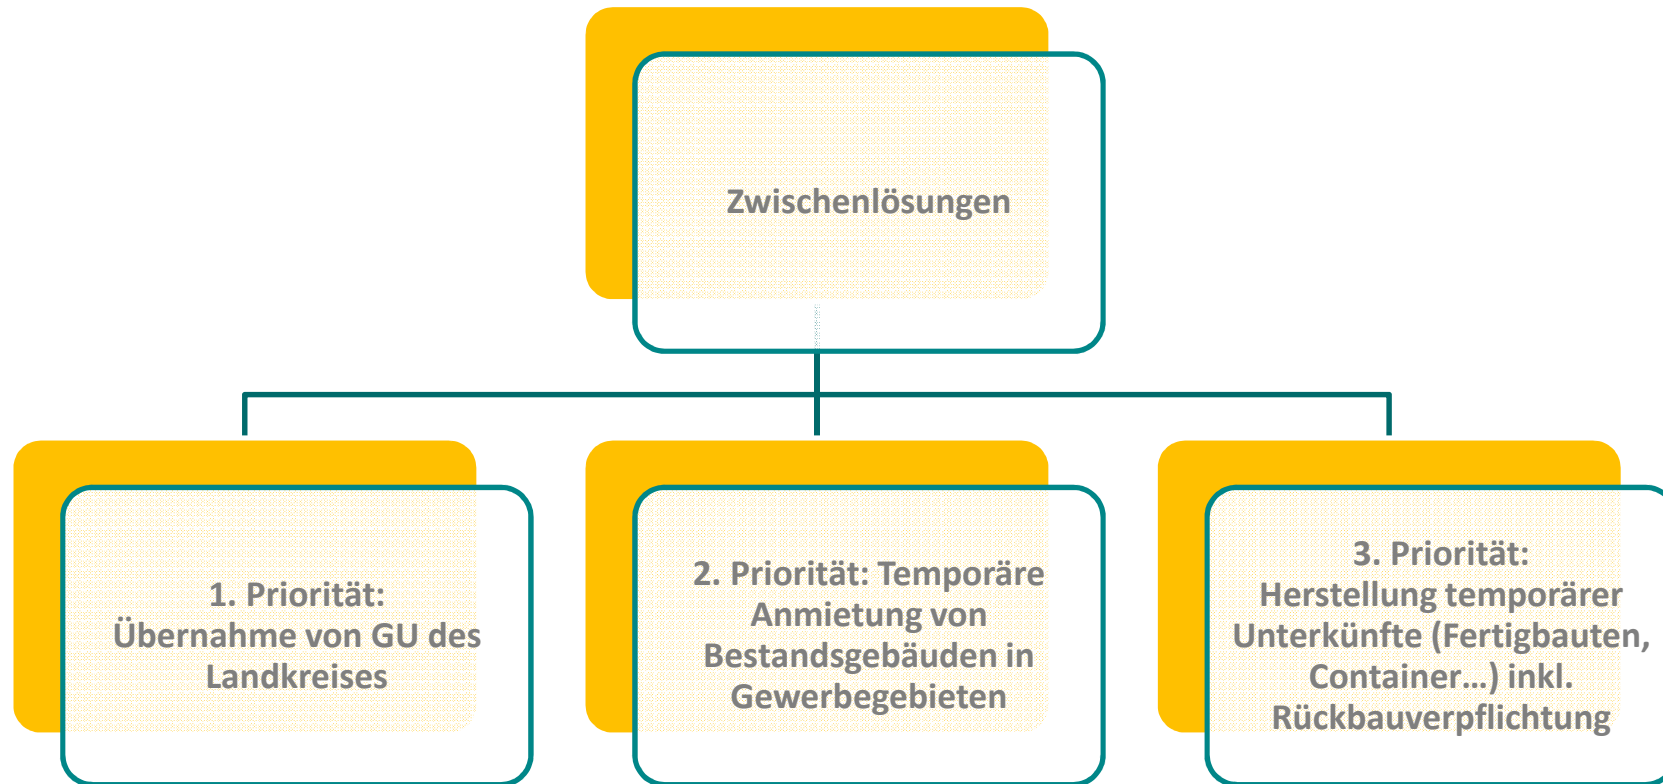 Zwischenlösungen
1. Priorität:
Übernahme von GU des
Landkreises
2. Priorität: Temporäre
Anmietung von
Bestandsgebäuden in
Gewerbegebieten
3. Priorität:
Herstellung temporärer
Unterkünfte (Fertigbauten,
Container...) inkl.
Rückbauverpflichtung